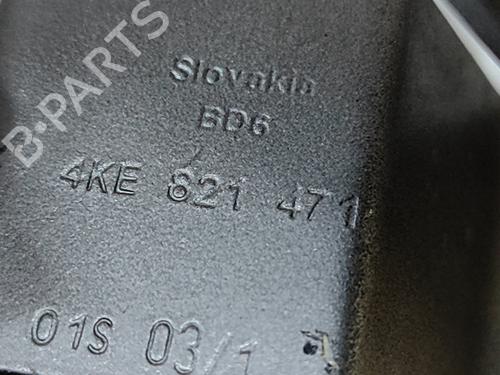 B-PARTS
Slovakia
BD6
4KE 821 471
01S 03/1